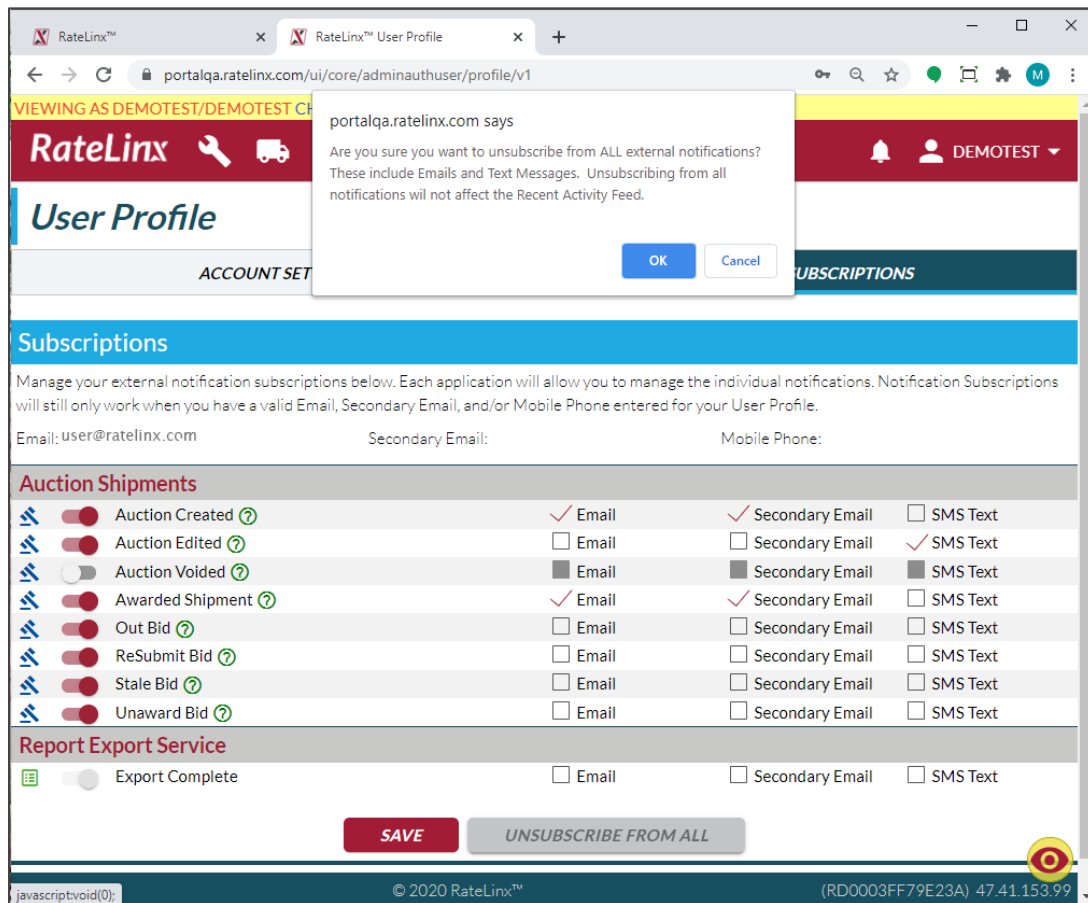 RateLinx™
RateLinx™ User Profile
portalqa.ratelinx.com/ui/core/adminauthuser/profile/v1
M
VIEWING AS DEMOTEST/DEMOTEST CH
portalqa.ratelinx.com says
Are you sure you want to unsubscribe from ALL external notifications?
These include Emails and Text Messages. Unsubscribing from all
notifications wil not affect the Recent Activity Feed.
OK Cancel
RateLinx
DEMOTEST
User Profile
ACCOUNT SET
UBSCRIPTIONS
Subscriptions
Manage your external notification subscriptions below. Each application will allow you to manage the individual notifications. Notification Subscriptions
will still only work when you have a valid Email, Secondary Email, and/or Mobile Phone entered for your User Profile.
Email: user@ratelinx.com Secondary Email: Mobile Phone:
Auction Shipments
Auction Created Email Secondary Email SMS Text
Auction Edited Email Secondary Email SMS Text
Auction Voided Email Secondary Email SMS Text
Awarded Shipment Email Secondary Email SMS Text
Out Bid Email Secondary Email SMS Text
ReSubmit Bid Email Secondary Email SMS Text
Stale Bid Email Secondary Email SMS Text
Unaward Bid Email Secondary Email SMS Text
Report Export Service
Export Complete Email Secondary Email SMS Text
SAVE UNSUBSCRIBE FROM ALL
javascript:void(0); © 2020 RateLinx™ (RD0003FF79E23A) 47.41.153.99